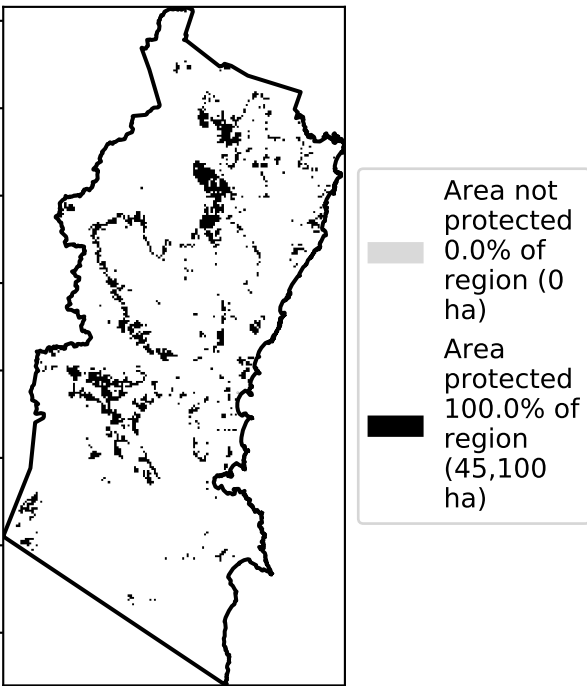 Area not
protected
0.0% of
region (0
ha)
Area
protected
100.0% of
region
(45,100
ha)